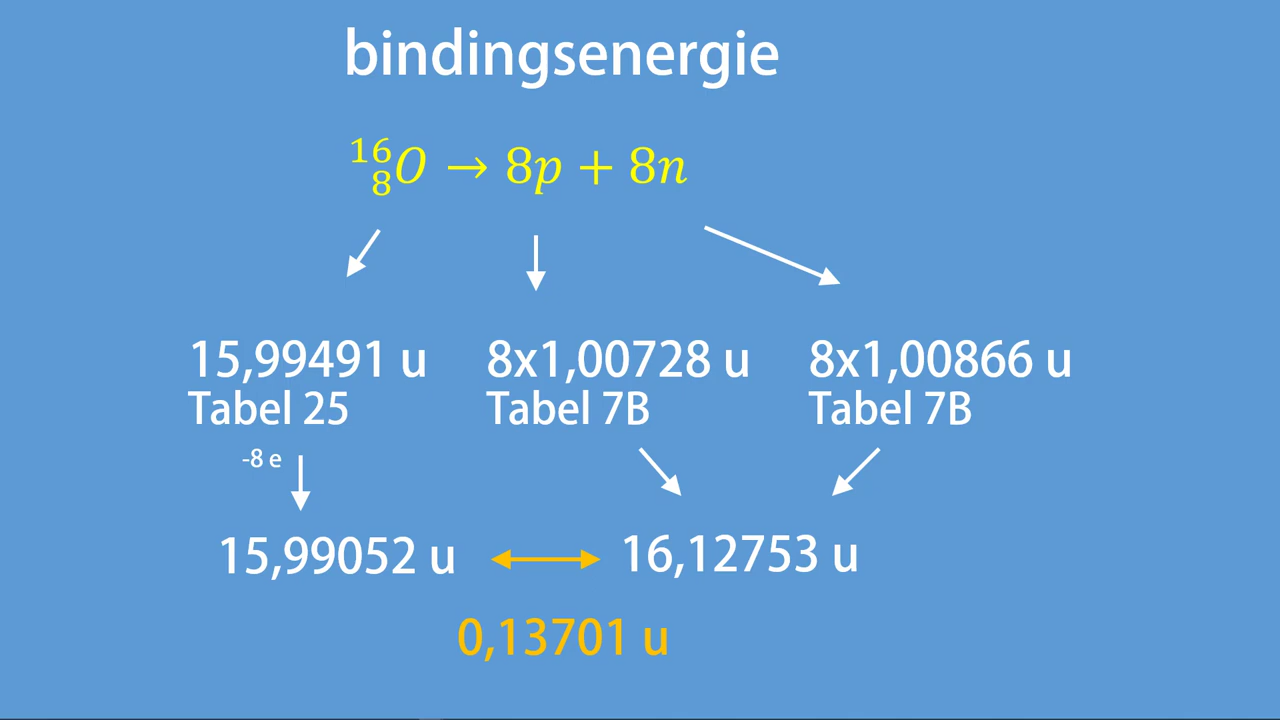 bindingsenergie
¹⁶₈O → 8p + 8n
15,99491 u 8x1,00728 u 8x1,00866 u
Tabel 25 Tabel 7B Tabel 7B
-8 e
15,99052 u 16,12753 u
0,13701 u